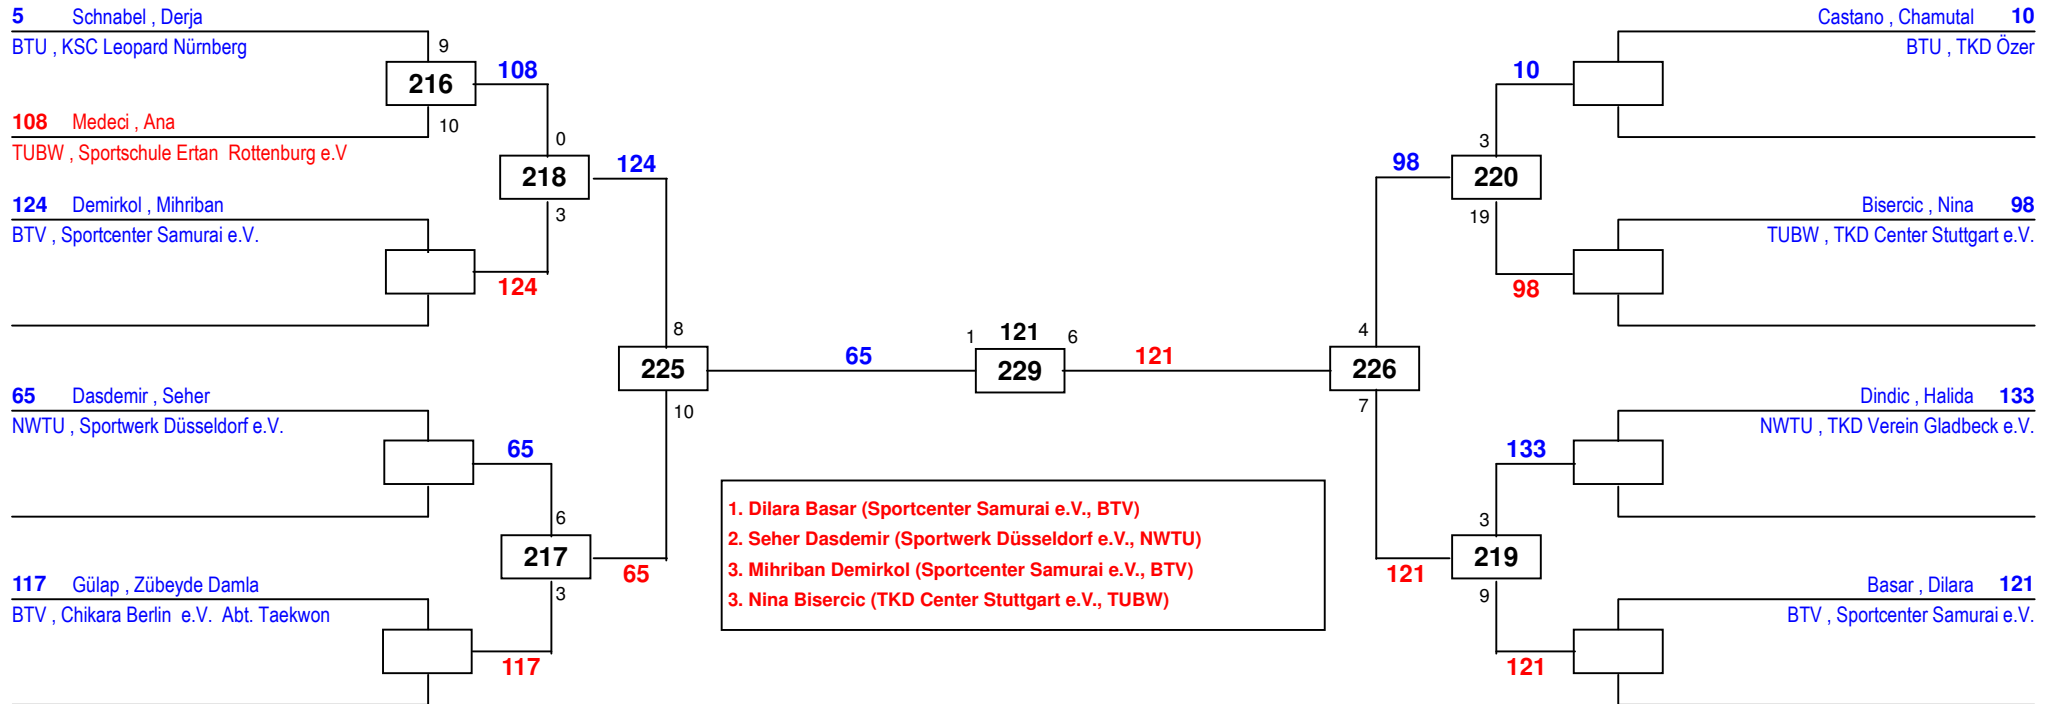 5 Schnabel , Derja
BTU , KSC Leopard Nürnberg
9
216
108
10
108 Medeci , Ana
TUBW , Sportschule Ertan Rottenburg e.V
0
218
124
3
124 Demirkol , Mihriban
BTV , Sportcenter Samurai e.V.
124
8
225
65
10
65 Dasdemir , Seher
NWTU , Sportwerk Düsseldorf e.V.
65
6
217
65
3
117 Gülap , Zübeyde Damla
BTV , Chikara Berlin e.V. Abt. Taekwon
117
1 121 6
229
121
1. Dilara Basar (Sportcenter Samurai e.V., BTV)
2. Seher Dasdemir (Sportwerk Düsseldorf e.V., NWTU)
3. Mihriban Demirkol (Sportcenter Samurai e.V., BTV)
3. Nina Bisercic (TKD Center Stuttgart e.V., TUBW)
Castano , Chamutal 10
BTU , TKD Özer
10
3
98
220
19
Bisercic , Nina 98
TUBW , TKD Center Stuttgart e.V.
98
4
226
7
Dindic , Halida 133
NWTU , TKD Verein Gladbeck e.V.
133
3
219
121
9
Basar , Dilara 121
BTV , Sportcenter Samurai e.V.
121